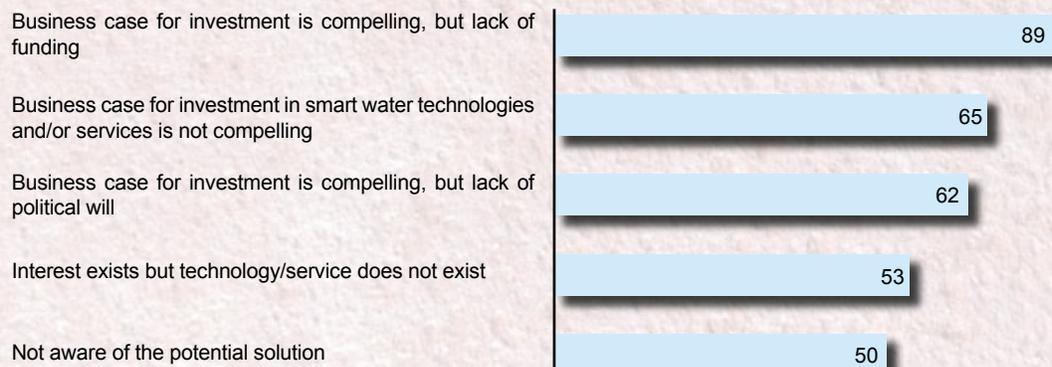 Business case for investment is compelling, but lack of
funding
89
Business case for investment in smart water technologies
and/or services is not compelling
65
Business case for investment is compelling, but lack of
political will
62
Interest exists but technology/service does not exist
53
Not aware of the potential solution
50